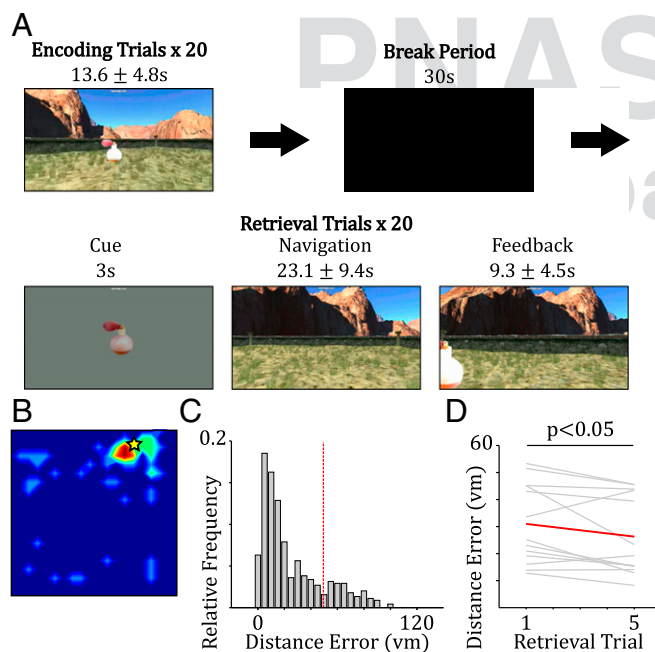 PNAS
A
Encoding Trials x 20
13.6 ± 4.8s
Break Period
30s
Retrieval Trials x 20
Cue
3s
Navigation
23.1 ± 9.4s
Feedback
9.3 ± 4.5s
B
C
0.2
Relative Frequency
0
120
Distance Error (vm)
D
p<0.05
60
Distance Error (vm)
1
5
Retrieval Trial